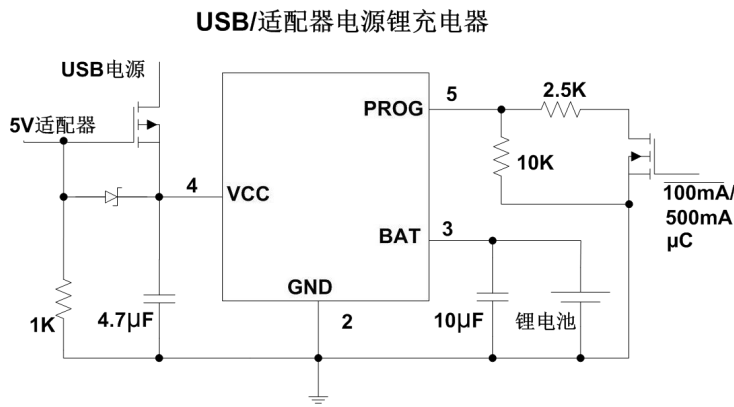 USB/适配器电源锂充电器
USB电源
5V适配器
5
PROG
2.5K
10K
4
VCC
100mA/
500mA
µC
BAT
3
GND
2
1K
4.7µF
10µF
锂电池